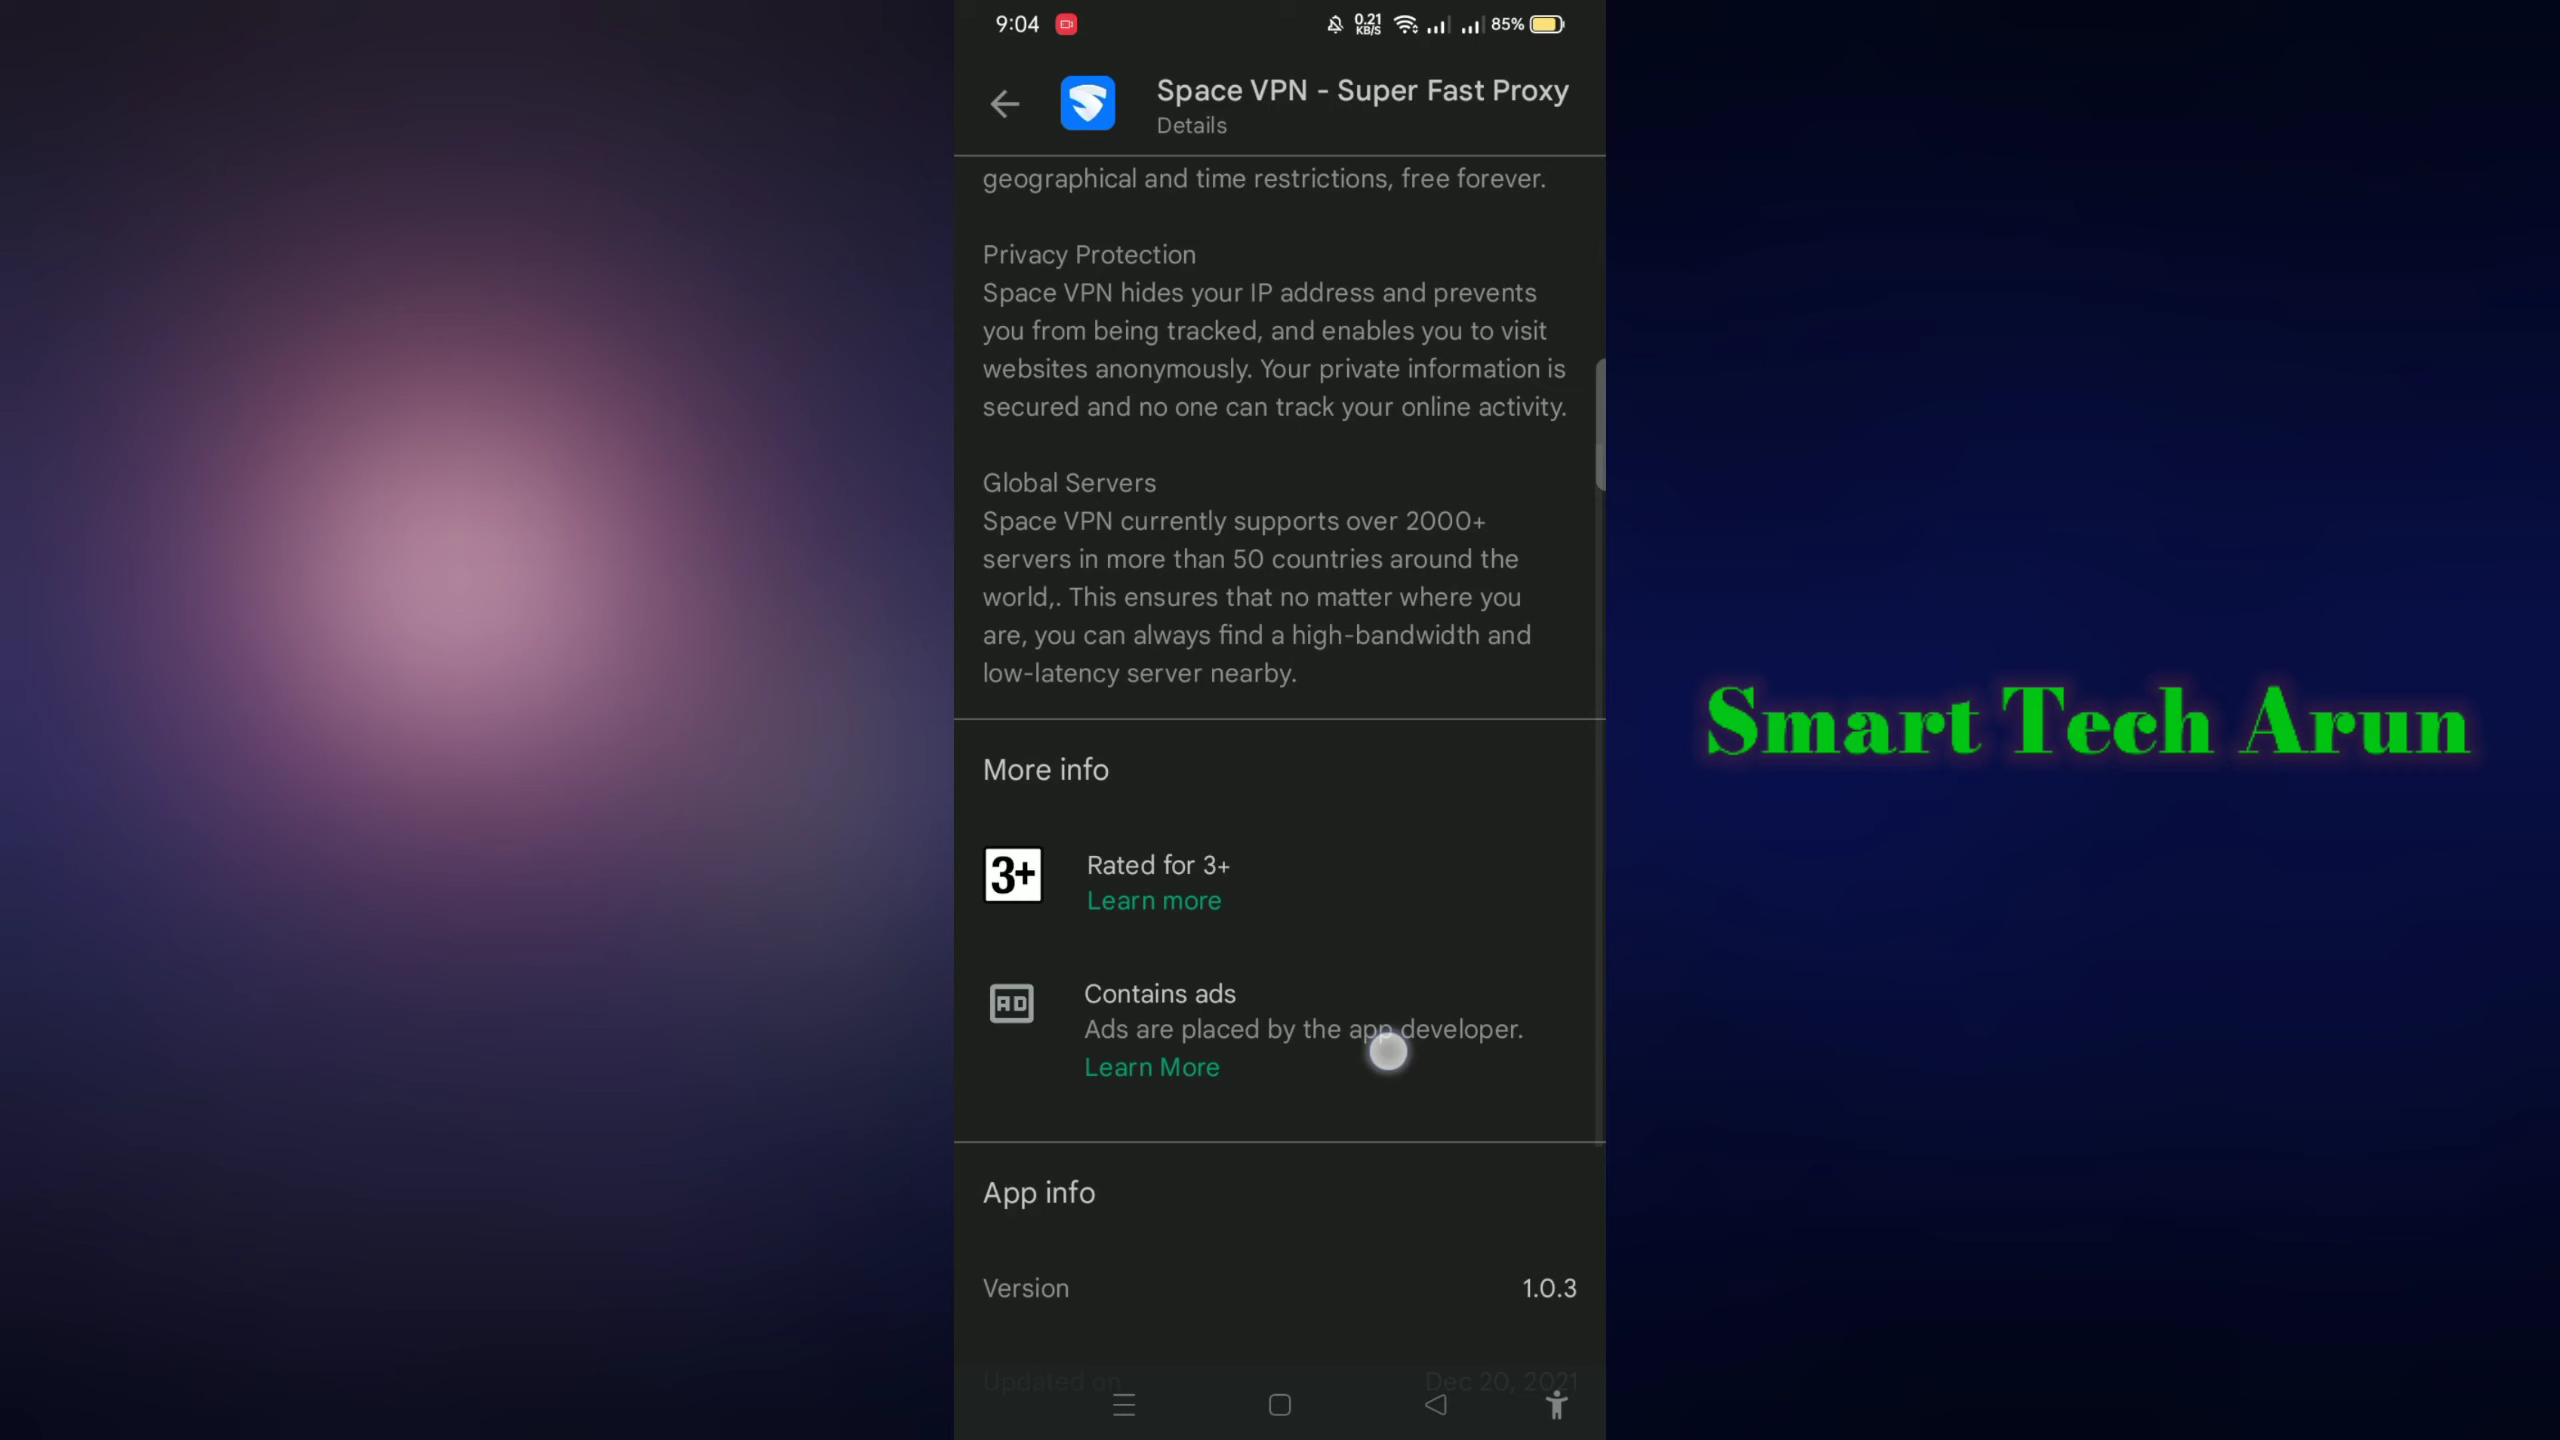 9:04
0.21
KB/S
85%
Space VPN - Super Fast Proxy
Details
geographical and time restrictions, free forever.
Privacy Protection
Space VPN hides your IP address and prevents
you from being tracked, and enables you to visit
websites anonymously. Your private information is
secured and no one can track your online activity.
Global Servers
Space VPN currently supports over 2000+
servers in more than 50 countries around the
world,. This ensures that no matter where you
are, you can always find a high-bandwidth and
low-latency server nearby.
More info
3+
Rated for 3+
Learn more
AD
Contains ads
Ads are placed by the app developer.
Learn More
App info
Version 1.0.3
Updated on Dec 20, 2021
Smart Tech Arun